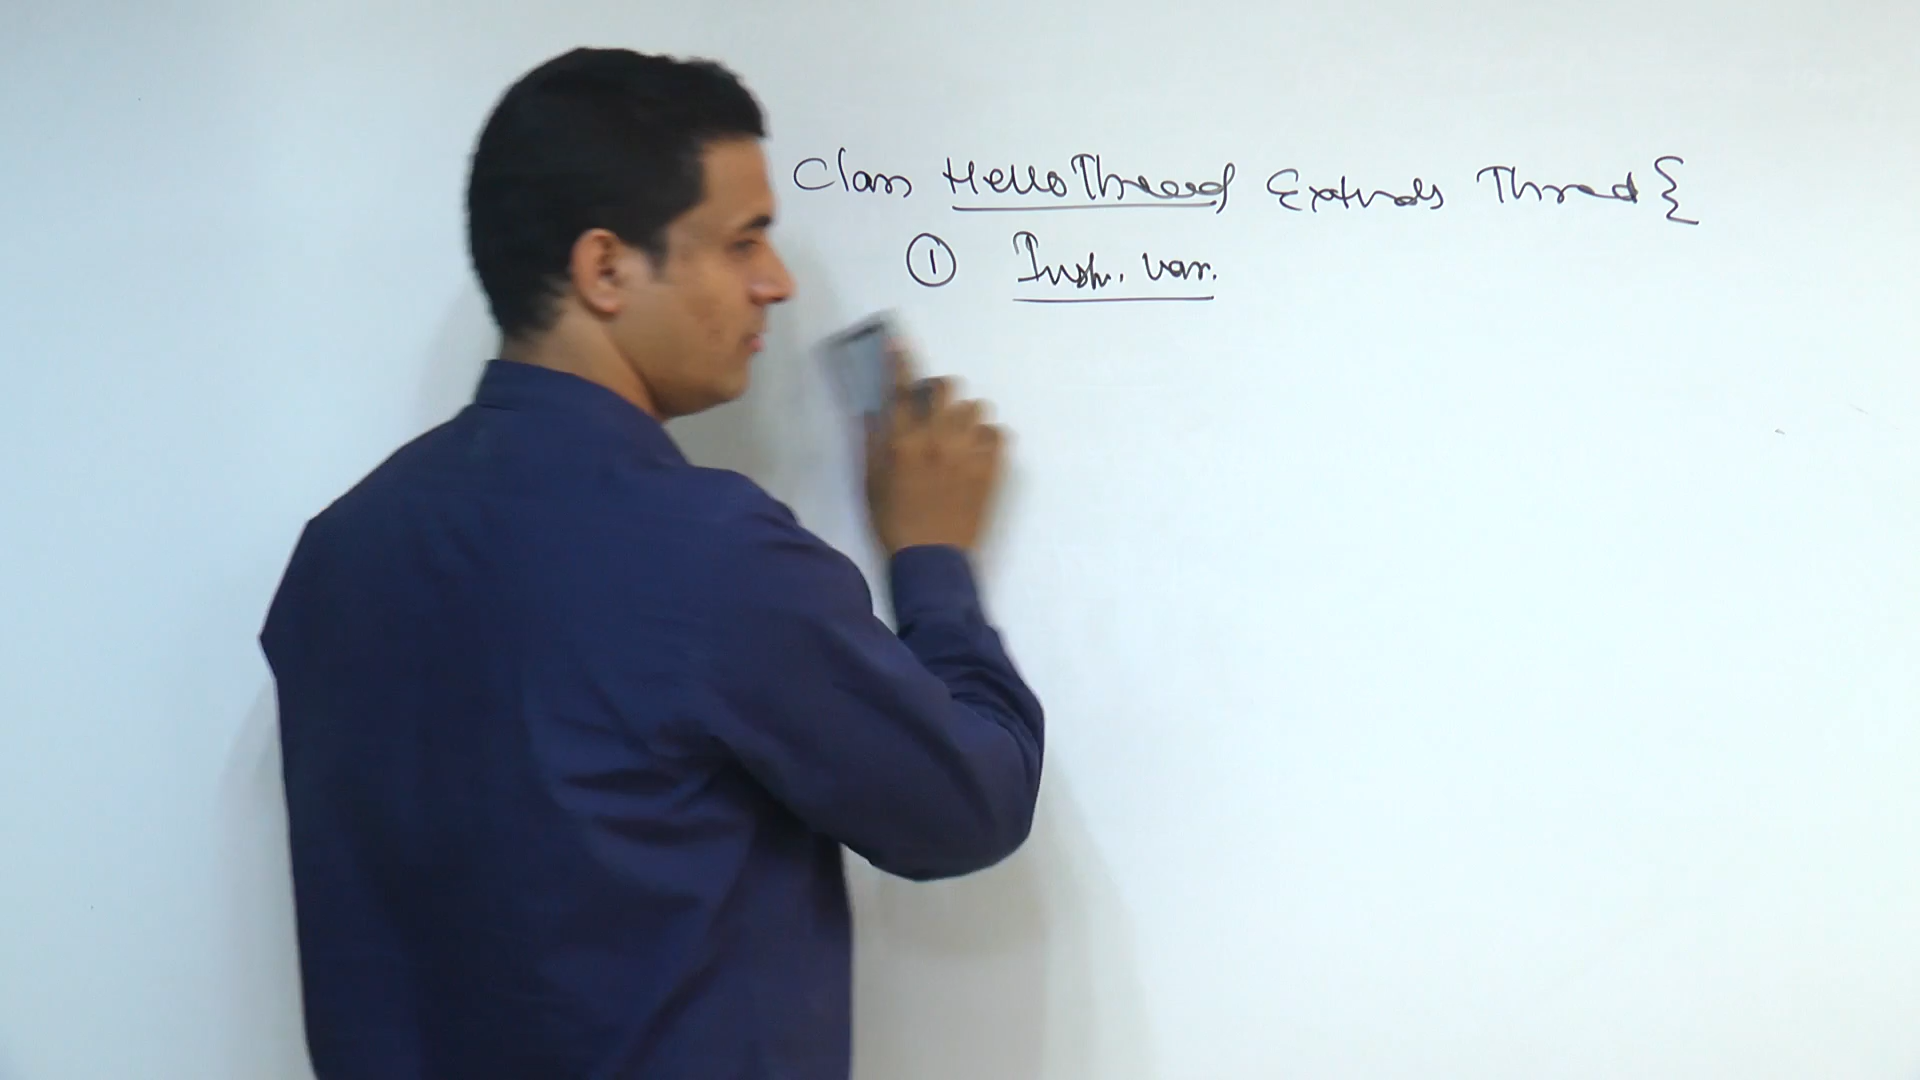 Class HelloThread Extends Thread {
① Inst. var.